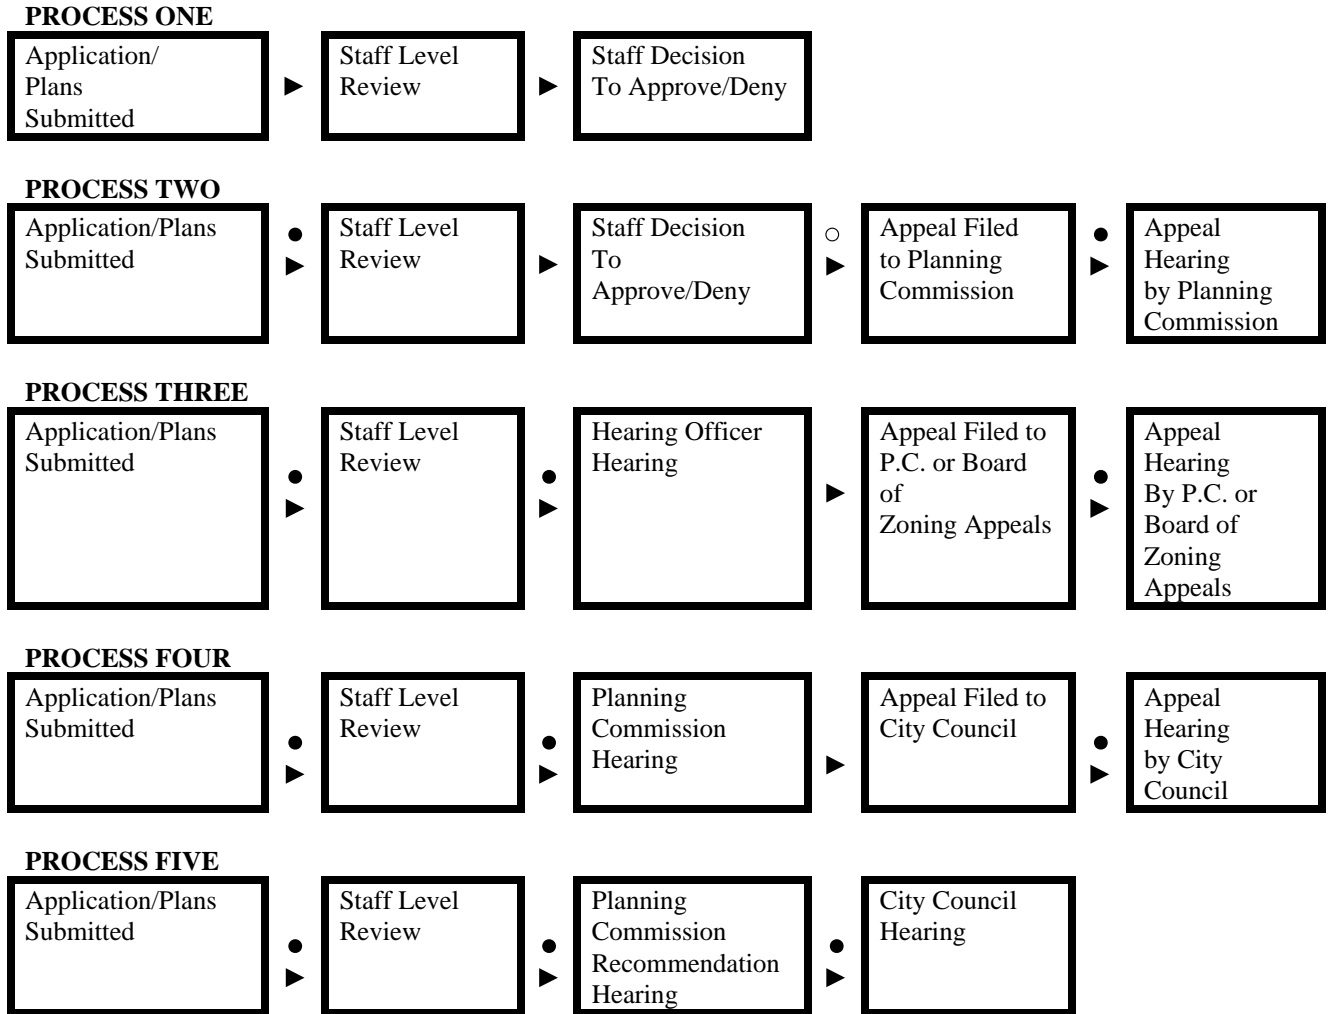 PROCESS ONE
Application/
Plans
Submitted
►
Staff Level
Review
►
Staff Decision
To Approve/Deny
PROCESS TWO
Application/Plans
Submitted
●
►
Staff Level
Review
►
Staff Decision
To
Approve/Deny
○
►
Appeal Filed
to Planning
Commission
●
►
Appeal
Hearing
by Planning
Commission
PROCESS THREE
Application/Plans
Submitted
●
►
Staff Level
Review
●
►
Hearing Officer
Hearing
►
Appeal Filed to
P.C. or Board
of
Zoning Appeals
●
►
Appeal
Hearing
By P.C. or
Board of
Zoning
Appeals
PROCESS FOUR
Application/Plans
Submitted
●
►
Staff Level
Review
●
►
Planning
Commission
Hearing
►
Appeal Filed to
City Council
●
►
Appeal
Hearing
by City
Council
PROCESS FIVE
Application/Plans
Submitted
●
►
Staff Level
Review
●
►
Planning
Commission
Recommendation
Hearing
●
►
City Council
Hearing